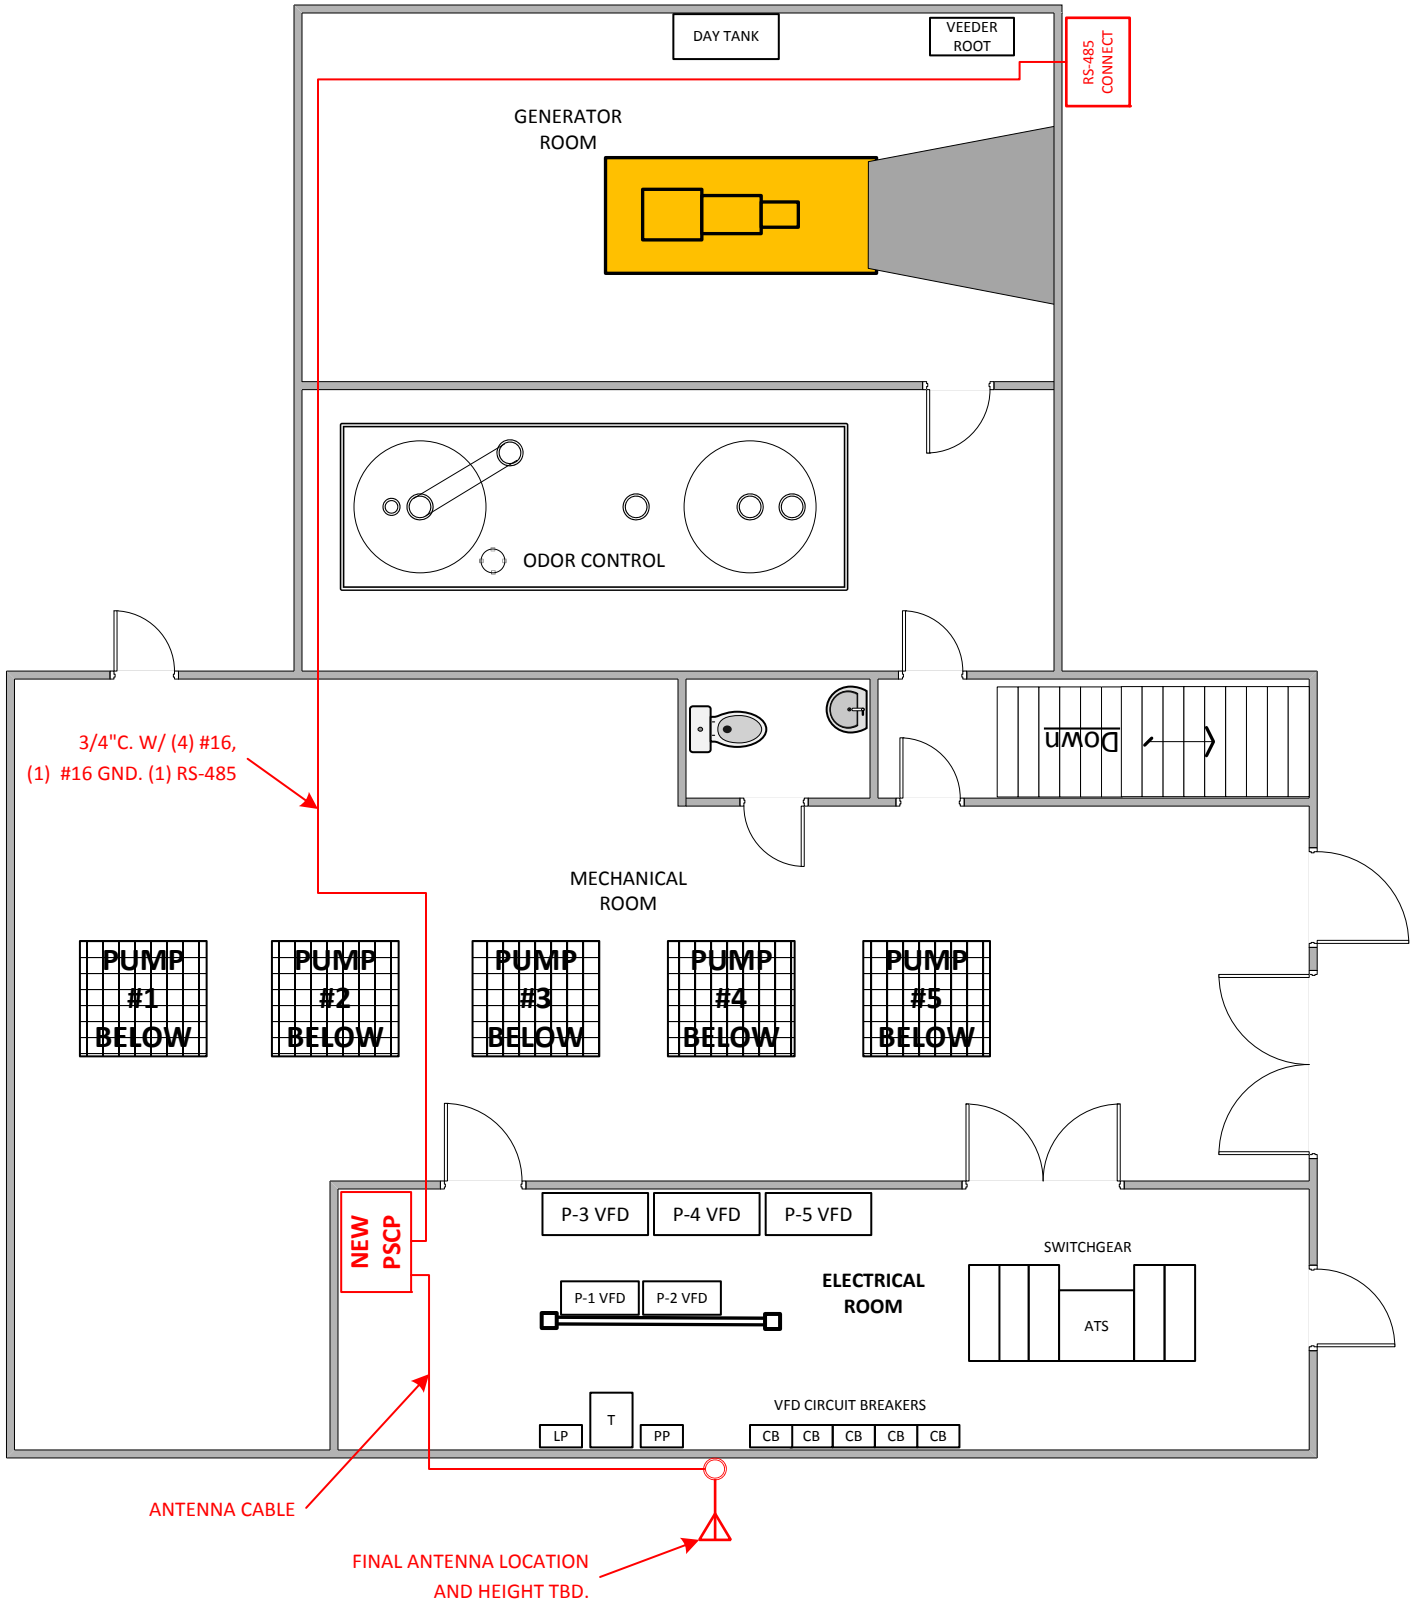 DAY TANK
VEEDER
ROOT
RS-485
CONNECT
GENERATOR
ROOM
ODOR CONTROL
3/4"C. W/ (4) #16,
(1) #16 GND. (1) RS-485
Down
MECHANICAL
ROOM
PUMP
#1
BELOW
PUMP
#2
BELOW
PUMP
#3
BELOW
PUMP
#4
BELOW
PUMP
#5
BELOW
NEW
PSCP
P-3 VFD
P-4 VFD
P-5 VFD
SWITCHGEAR
ELECTRICAL
ROOM
P-1 VFD
P-2 VFD
ATS
VFD CIRCUIT BREAKERS
T
LP
PP
CB
CB
CB
CB
CB
ANTENNA CABLE
FINAL ANTENNA LOCATION
AND HEIGHT TBD.